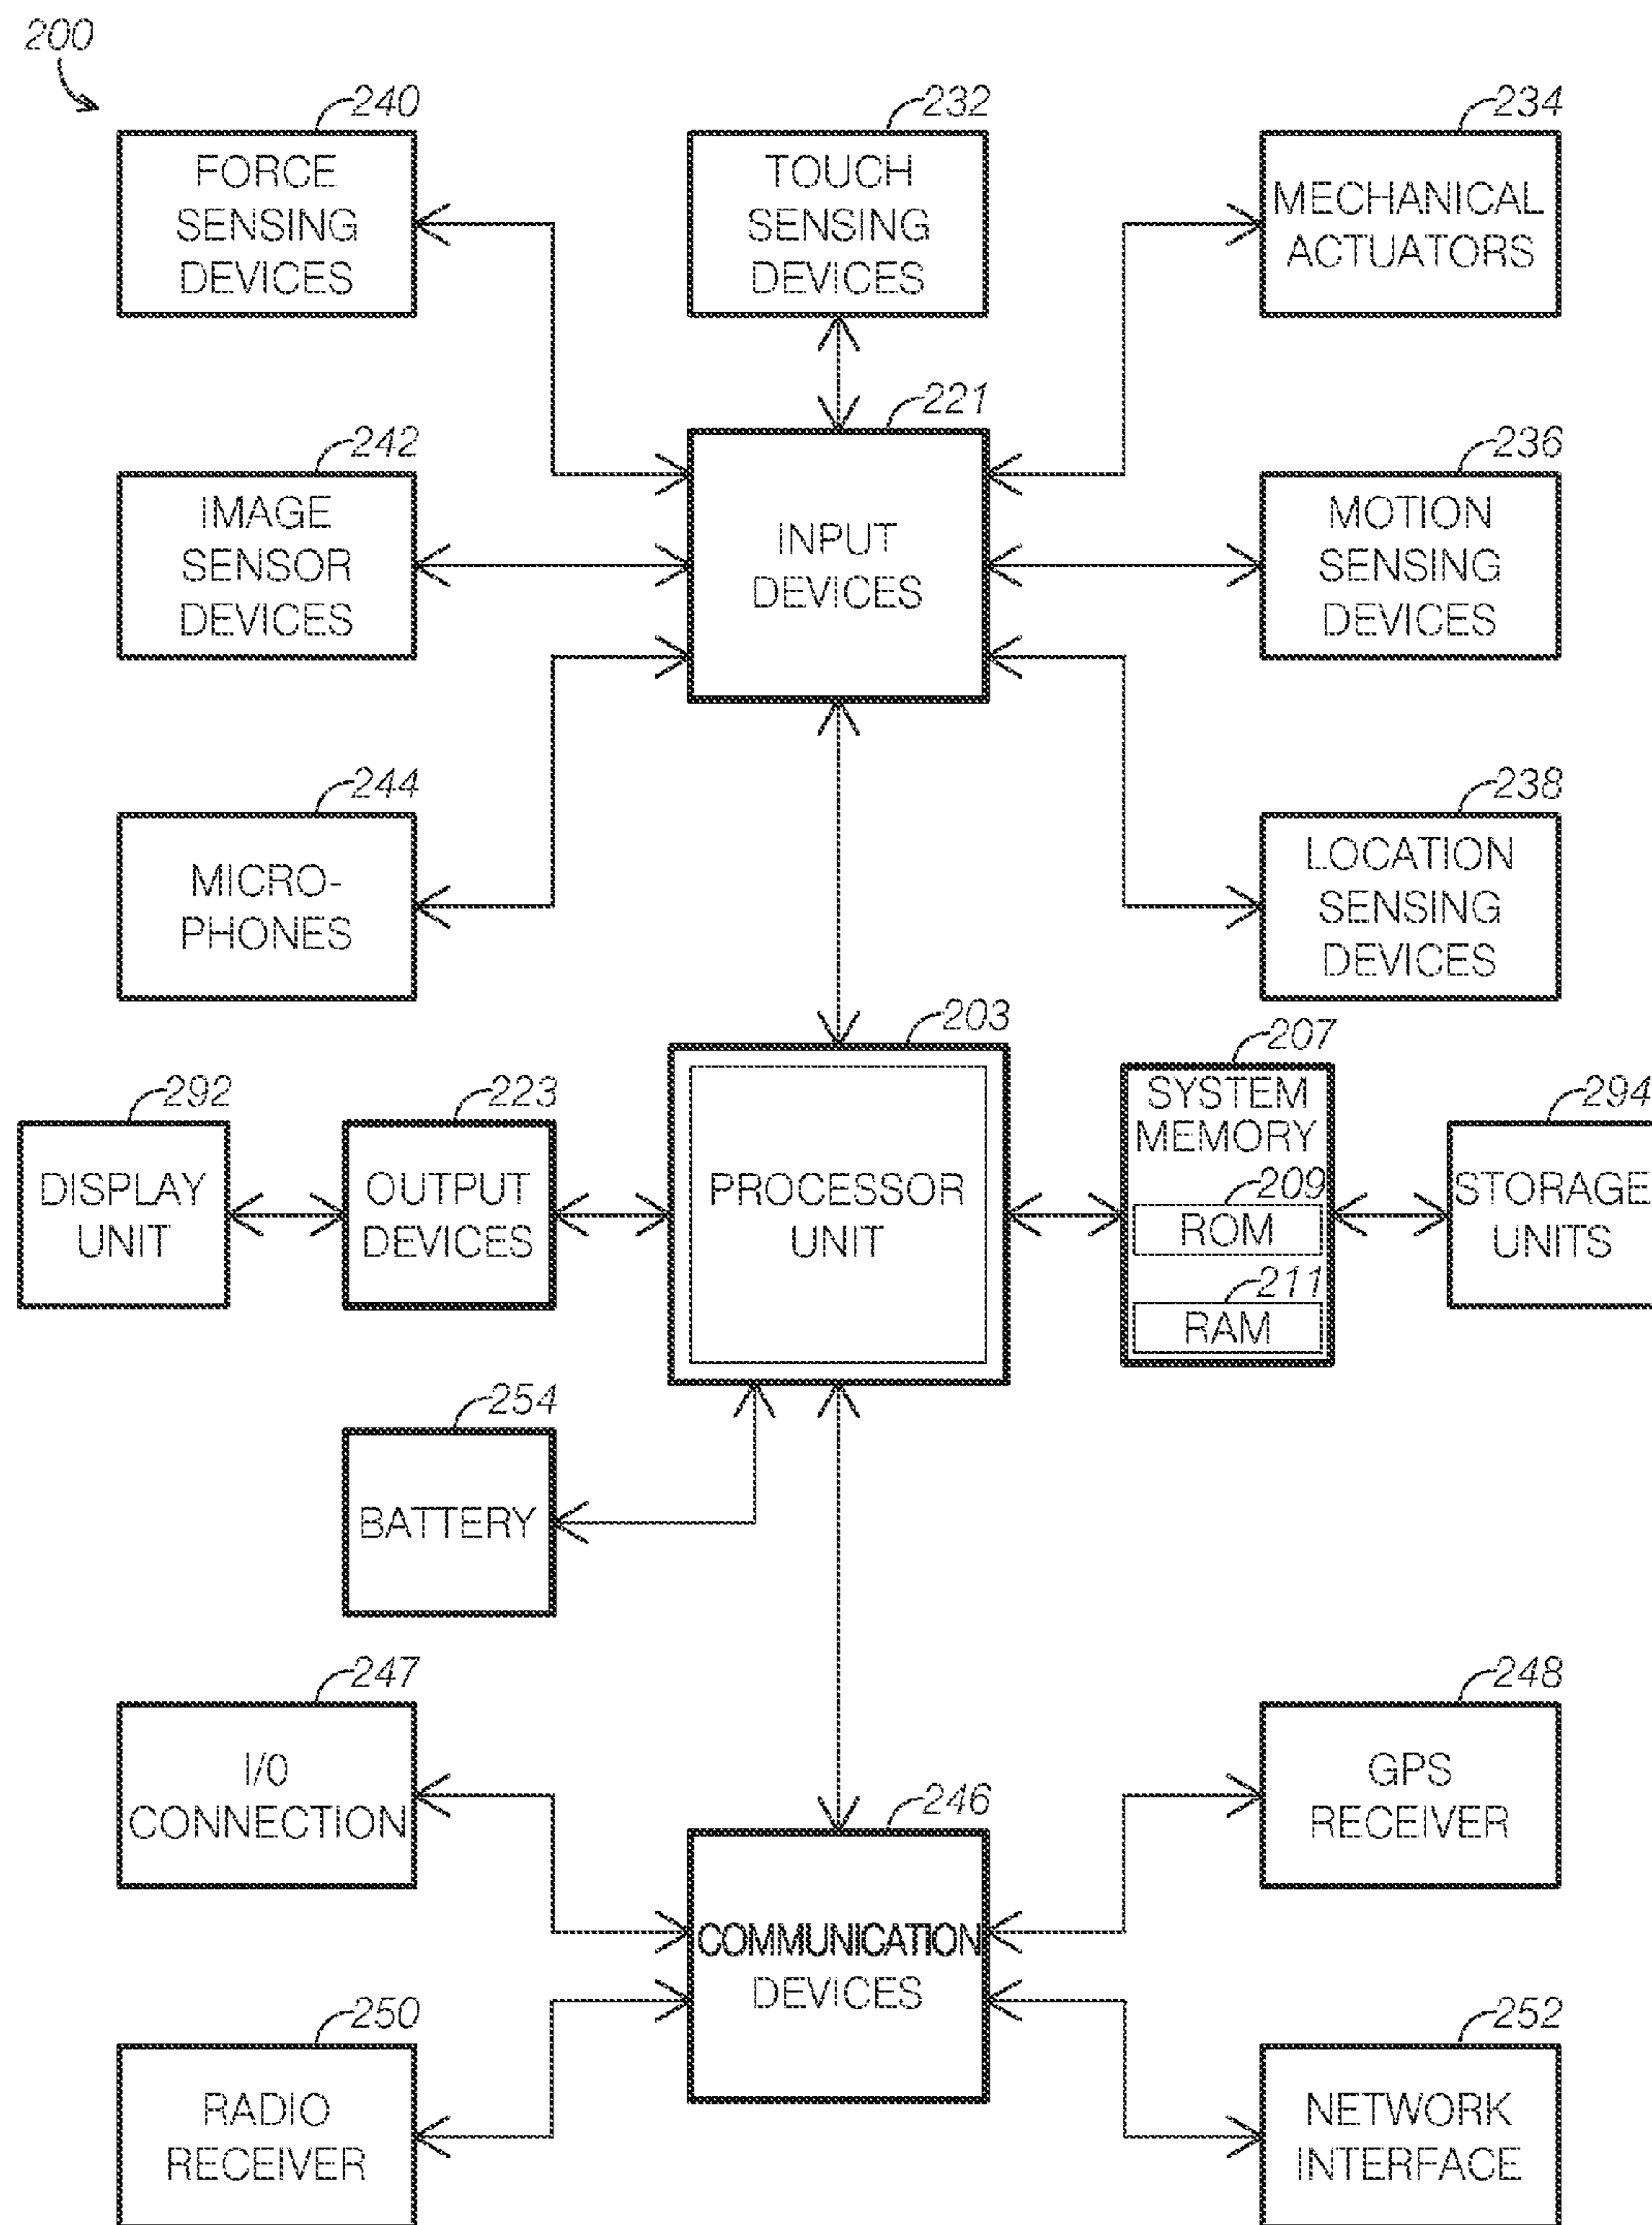 200
240
FORCE
SENSING
DEVICES
232
TOUCH
SENSING
DEVICES
234
MECHANICAL
ACTUATORS
242
IMAGE
SENSOR
DEVICES
221
INPUT
DEVICES
236
MOTION
SENSING
DEVICES
244
MICRO-
PHONES
238
LOCATION
SENSING
DEVICES
292
DISPLAY
UNIT
223
OUTPUT
DEVICES
203
PROCESSOR
UNIT
207
SYSTEM
MEMORY
209
ROM
211
RAM
294
STORAGE
UNITS
254
BATTERY
247
I/O
CONNECTION
248
GPS
RECEIVER
246
COMMUNICATION
DEVICES
250
RADIO
RECEIVER
252
NETWORK
INTERFACE